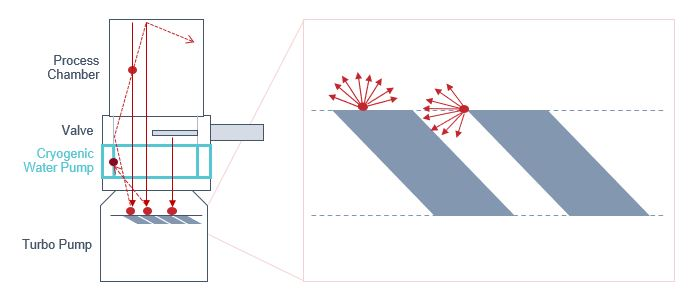 Process
Chamber
Valve
Cryogenic
Water Pump
Turbo Pump